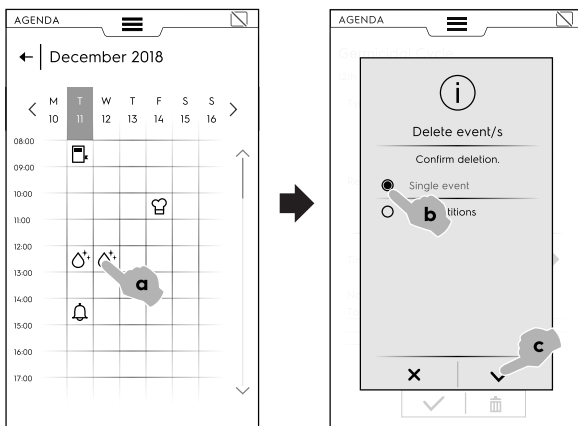 AGENDA
December 2018
M T W T F S S
10 11 12 13 14 15 16
08:00
09:00
10:00
11:00
12:00
13:00
14:00
15:00
16:00
17:00
a
AGENDA
Germicidal Cycle
Delete event/s
Confirm deletion.
Single event
b
titions
c